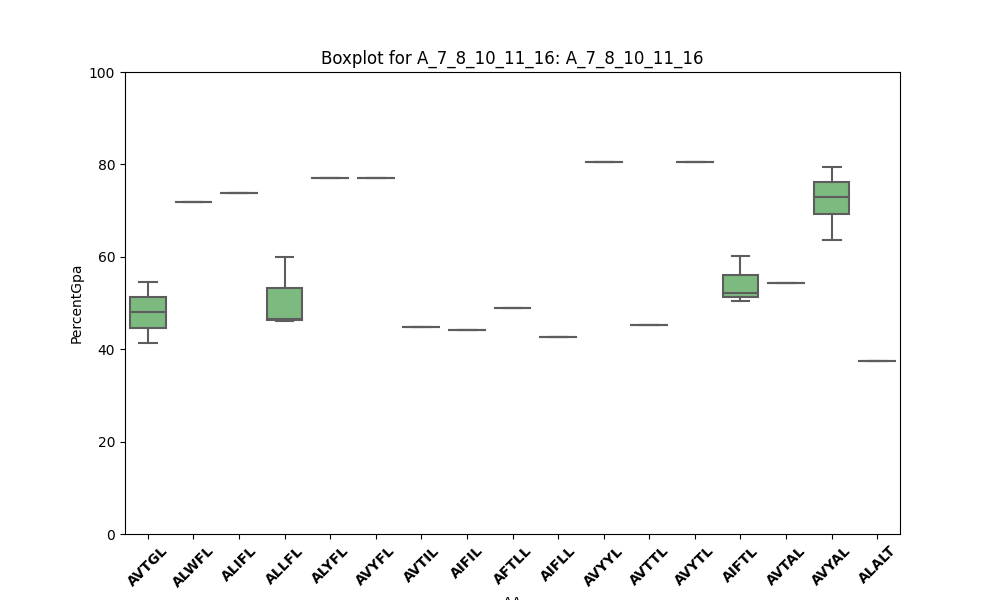 Boxplot for A_7_8_10_11_16: A_7_8_10_11_16
PercentGpa
100
80
60
40
20
0
AVTGL
ALWFL
ALIFL
ALLFL
ALYFL
AVYFL
AVTIL
AIFIL
AFTLL
AIFLL
AVYYL
AVTTL
AVYTL
AIFTL
AVTAL
AVYAL
ALALT